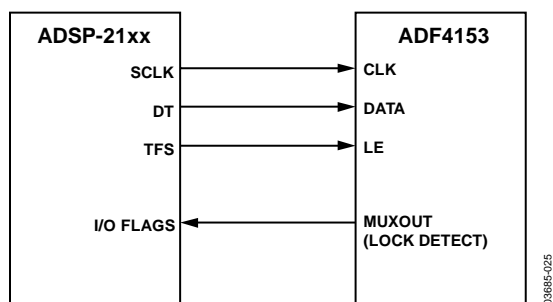 ADSP-21xx
ADF4153
SCLK
CLK
DT
DATA
TFS
LE
I/O FLAGS
MUXOUT
(LOCK DETECT)
03685-025